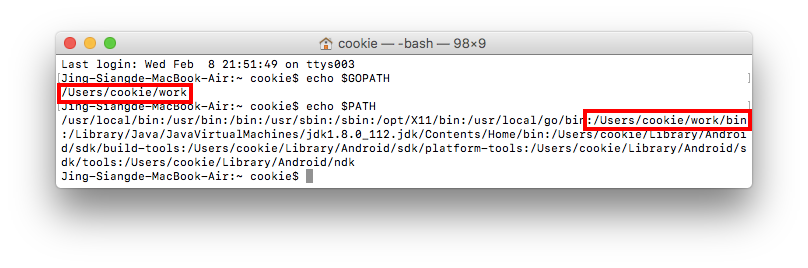 cookie — -bash — 98×9
Last login: Wed Feb  8 21:51:49 on ttys003
[Jing-Siangde-MacBook-Air:~ cookie$ echo $GOPATH ]
/Users/cookie/work
[Jing-Siangde-MacBook-Air:~ cookie$ echo $PATH ]
/usr/local/bin:/usr/bin:/bin:/usr/sbin:/sbin:/opt/X11/bin:/usr/local/go/bin:/Users/cookie/work/bin
:/Library/Java/JavaVirtualMachines/jdk1.8.0_112.jdk/Contents/Home/bin:/Users/cookie/Library/Androi
d/sdk/build-tools:/Users/cookie/Library/Android/sdk/platform-tools:/Users/cookie/Library/Android/s
dk/tools:/Users/cookie/Library/Android/ndk
Jing-Siangde-MacBook-Air:~ cookie$